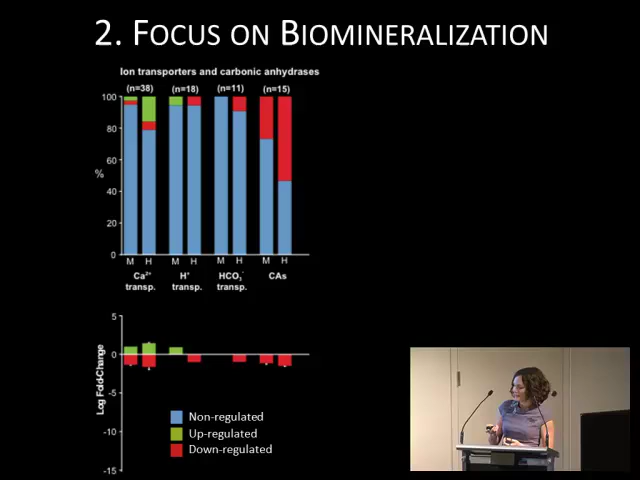 2. FOCUS ON BIOMINERALIZATION
Ion transporters and carbonic anhydrases
(n=38) (n=18) (n=11) (n=15)
100
80
60
%
40
20
0
M H M H M H M H
Ca²⁺ transp.
H⁺ transp.
HCO₃⁻ transp.
CAs
Log Fold-Change
5
0
-5
-10
-15
Non-regulated
Up-regulated
Down-regulated